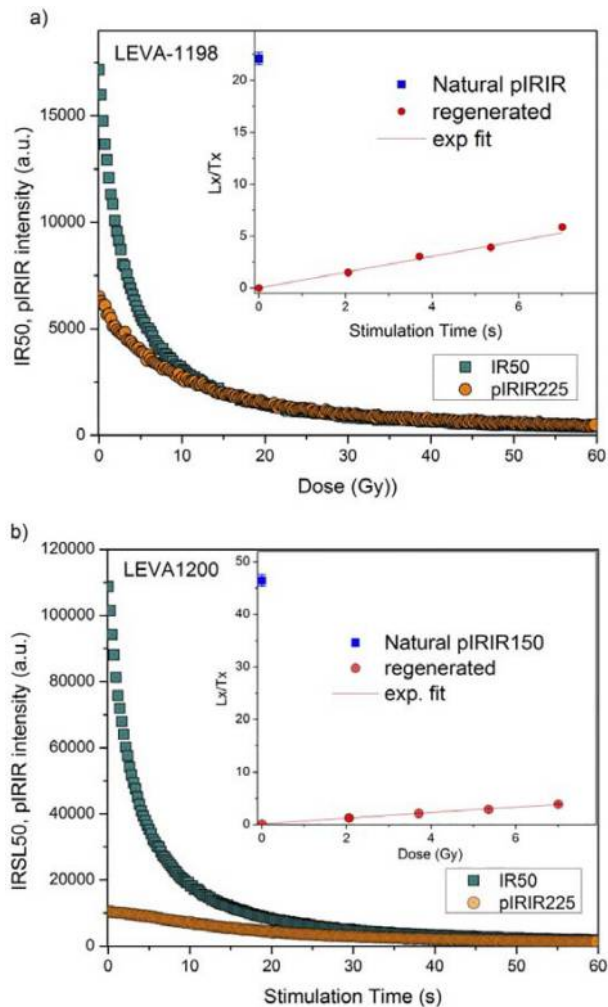 a)
LEVA-1198
IR50, pIRIR intensity (a.u.)
15000
10000
5000
0
0 10 20 30 40 50 60
Dose (Gy))
Lx/Tx
20
15
10
5
0
0 2 4 6
Stimulation Time (s)
Natural pIRIR
regenerated
exp fit
IR50
pIRIR225
b)
LEVA1200
IRSL50, pIRIR intensity (a.u.)
120000
100000
80000
60000
40000
20000
0
0 10 20 30 40 50 60
Stimulation Time (s)
Lx/Tx
50
40
30
20
10
0
0 2 4 6
Dose (Gy)
Natural pIRIR150
regenerated
exp. fit
IR50
pIRIR225